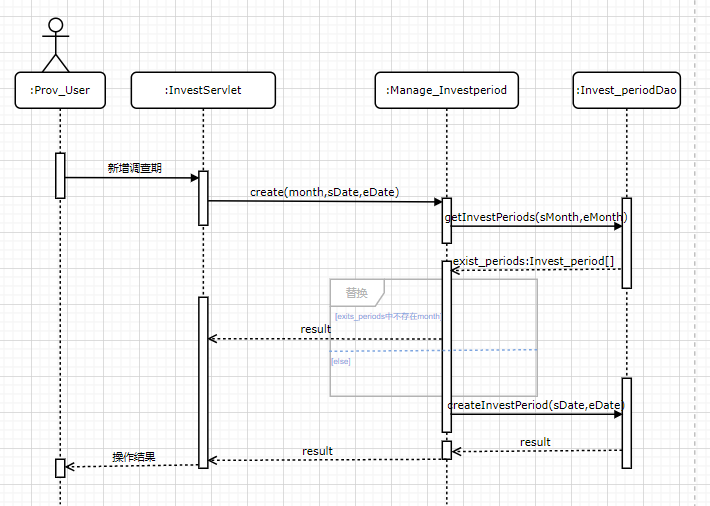 :Prov_User
:InvestServlet
:Manage_Investperiod
:Invest_periodDao
新增调查期
create(month,sDate,eDate)
getInvestPeriods(sMonth,eMonth)
exist_periods:Invest_period[]
替换
[exits_periods中不存在month]
result
[else]
createInvestPeriod(sDate,eDate)
result
result
操作结果